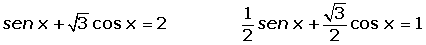 sen x + √3 cos x = 2    1/2 sen x + √3/2 cos x = 1